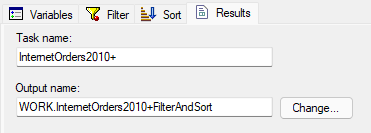 Variables Filter Sort Results
Task name:
InternetOrders2010+
Output name:
WORK.InternetOrders2010+FilterAndSort Change...